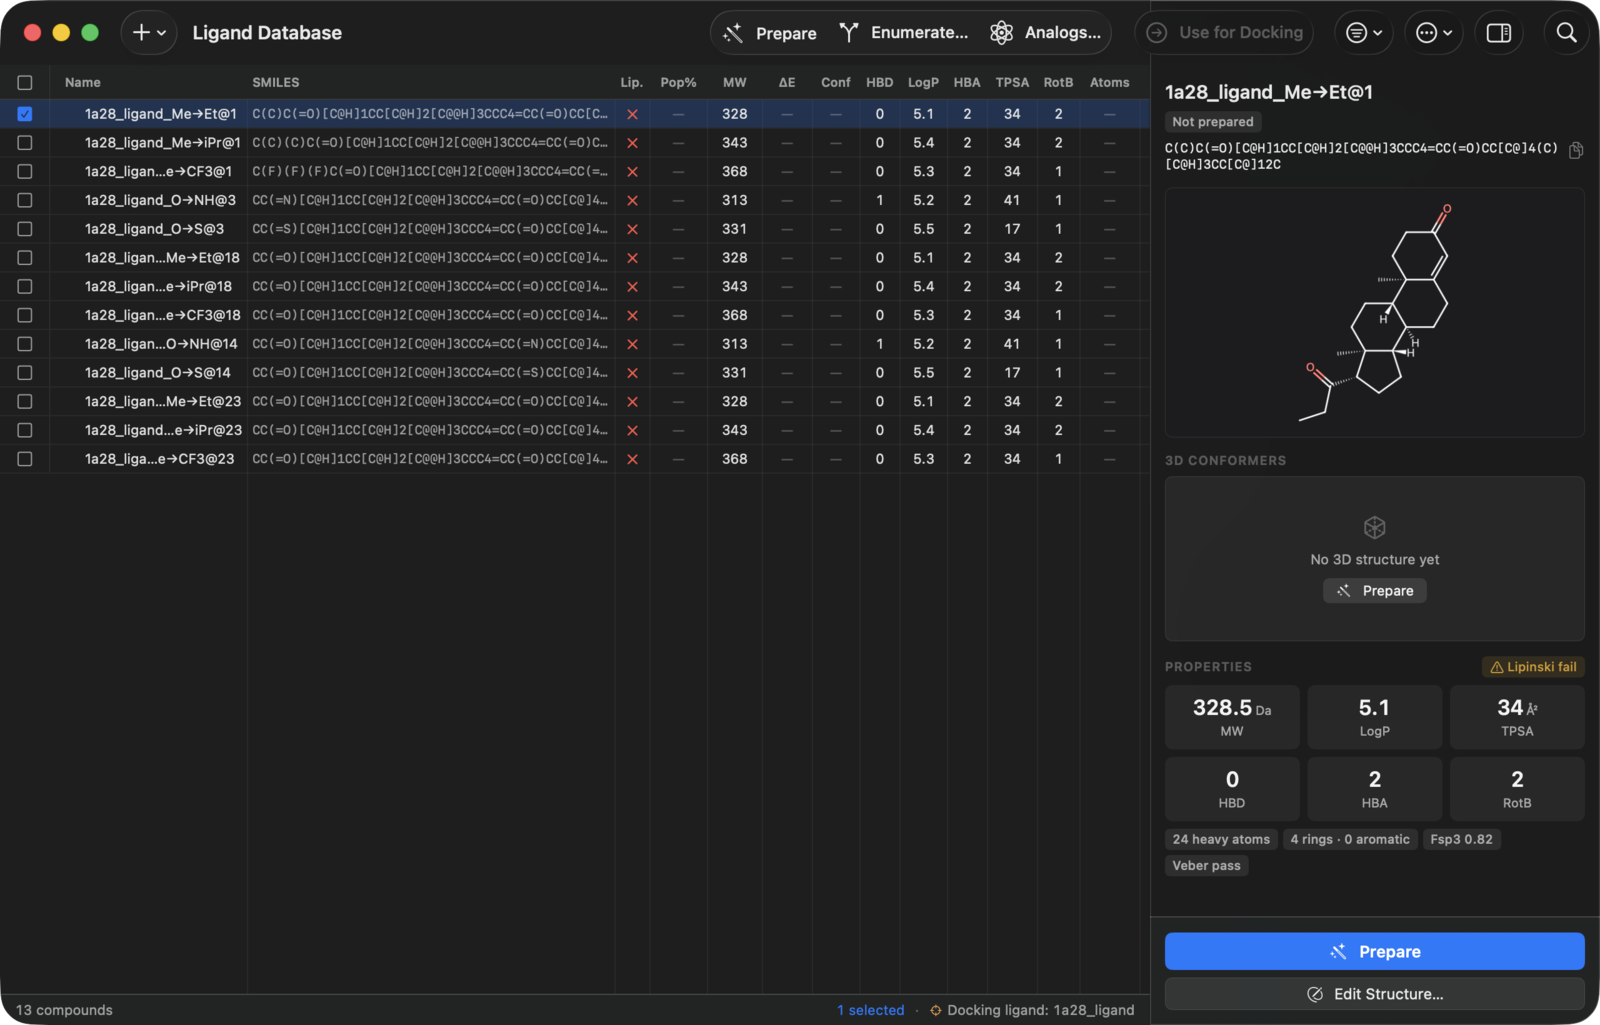 Ligand Database
Prepare
Enumerate...
Analogs...
Use for Docking
Name SMILES Lip. Pop% MW ΔE Conf HBD LogP HBA TPSA RotB Atoms
1a28_ligand_Me→Et@1 C(C)C(=O)[C@H]1CC[C@H]2[C@@H]3CCC4=CC(=O)CC[C... × — 328 — — 0 5.1 2 34 2 —
1a28_ligand_Me→iPr@1 C(C)(C)C(=O)[C@H]1CC[C@H]2[C@@H]3CCC4=CC(=O)C... × — 343 — — 0 5.4 2 34 2 —
1a28_ligan...e→CF3@1 C(F)(F)(F)C(=O)[C@H]1CC[C@H]2[C@@H]3CCC4=CC(=... × — 368 — — 0 5.3 2 34 1 —
1a28_ligand_O→NH@3 CC(=N)[C@H]1CC[C@H]2[C@@H]3CCC4=CC(=O)CC[C@]4... × — 313 — — 1 5.2 2 41 1 —
1a28_ligand_O→S@3 CC(=S)[C@H]1CC[C@H]2[C@@H]3CCC4=CC(=O)CC[C@]4... × — 331 — — 0 5.5 2 17 1 —
1a28_ligan...Me→Et@18 CC(=O)[C@H]1CC[C@H]2[C@@H]3CCC4=CC(=O)CC[C@]4... × — 328 — — 0 5.1 2 34 2 —
1a28_ligan...e→iPr@18 CC(=O)[C@H]1CC[C@H]2[C@@H]3CCC4=CC(=O)CC[C@]4... × — 343 — — 0 5.4 2 34 2 —
1a28_ligan...e→CF3@18 CC(=O)[C@H]1CC[C@H]2[C@@H]3CCC4=CC(=O)CC[C@]4... × — 368 — — 0 5.3 2 34 1 —
1a28_ligan...O→NH@14 CC(=O)[C@H]1CC[C@H]2[C@@H]3CCC4=CC(=N)CC[C@]4... × — 313 — — 1 5.2 2 41 1 —
1a28_ligand_O→S@14 CC(=O)[C@H]1CC[C@H]2[C@@H]3CCC4=CC(=S)CC[C@]4... × — 331 — — 0 5.5 2 17 1 —
1a28_ligan...Me→Et@23 CC(=O)[C@H]1CC[C@H]2[C@@H]3CCC4=CC(=O)CC[C@]4... × — 328 — — 0 5.1 2 34 2 —
1a28_ligand...e→iPr@23 CC(=O)[C@H]1CC[C@H]2[C@@H]3CCC4=CC(=O)CC[C@]4... × — 343 — — 0 5.4 2 34 2 —
1a28_liga...e→CF3@23 CC(=O)[C@H]1CC[C@H]2[C@@H]3CCC4=CC(=O)CC[C@]4... × — 368 — — 0 5.3 2 34 1 —
13 compounds
1 selected · Docking ligand: 1a28_ligand
1a28_ligand_Me→Et@1
Not prepared
C(C)C(=O)[C@H]1CC[C@H]2[C@@H]3CCC4=CC(=O)CC[C@]4(C)
[C@H]3CC[C@]12C
O
H
H
H
O
3D CONFORMERS
No 3D structure yet
Prepare
PROPERTIES
Lipinski fail
328.5 Da
MW
5.1
LogP
34 Å²
TPSA
0
HBD
2
HBA
2
RotB
24 heavy atoms
4 rings · 0 aromatic
Fsp3 0.82
Veber pass
Prepare
Edit Structure...